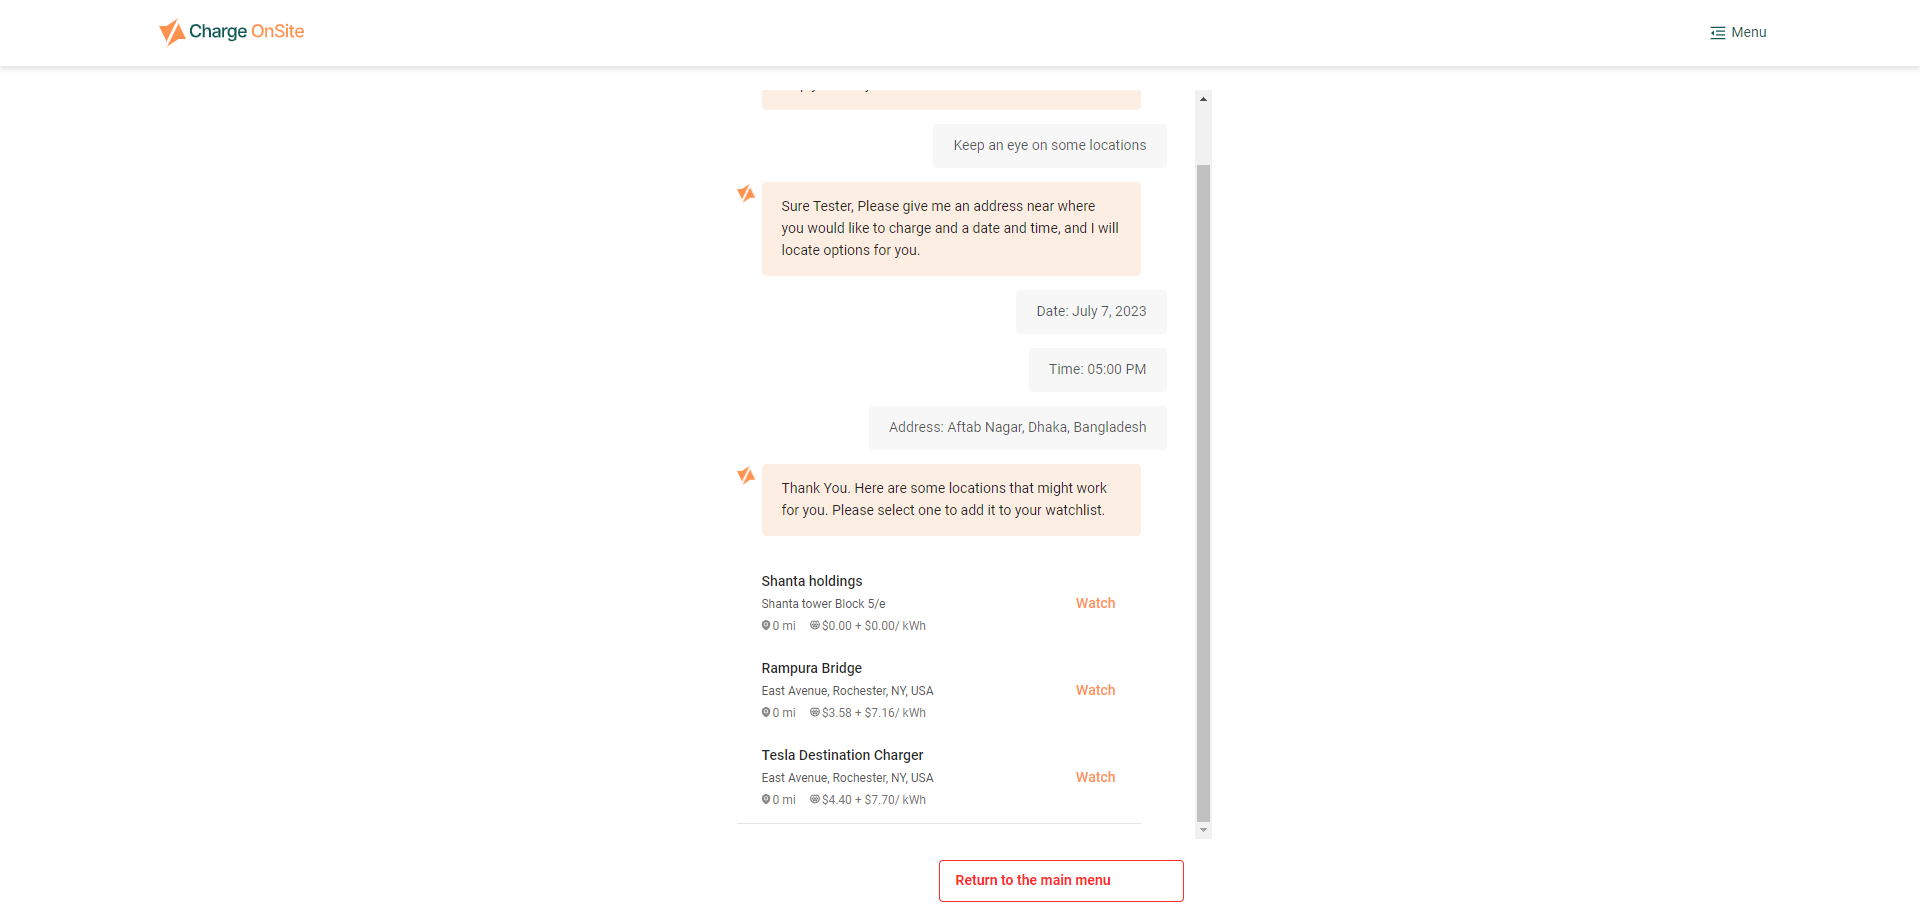 Charge OnSite
Menu
Keep an eye on some locations
Sure Tester, Please give me an address near where
you would like to charge and a date and time, and I will
locate options for you.
Date: July 7, 2023
Time: 05:00 PM
Address: Aftab Nagar, Dhaka, Bangladesh
Thank You. Here are some locations that might work
for you. Please select one to add it to your watchlist.
Shanta holdings
Shanta tower Block 5/e
Watch
0 mi $0.00 + $0.00/ kWh
Rampura Bridge
East Avenue, Rochester, NY, USA
Watch
0 mi $3.58 + $7.16/ kWh
Tesla Destination Charger
East Avenue, Rochester, NY, USA
Watch
0 mi $4.40 + $7.70/ kWh
Return to the main menu